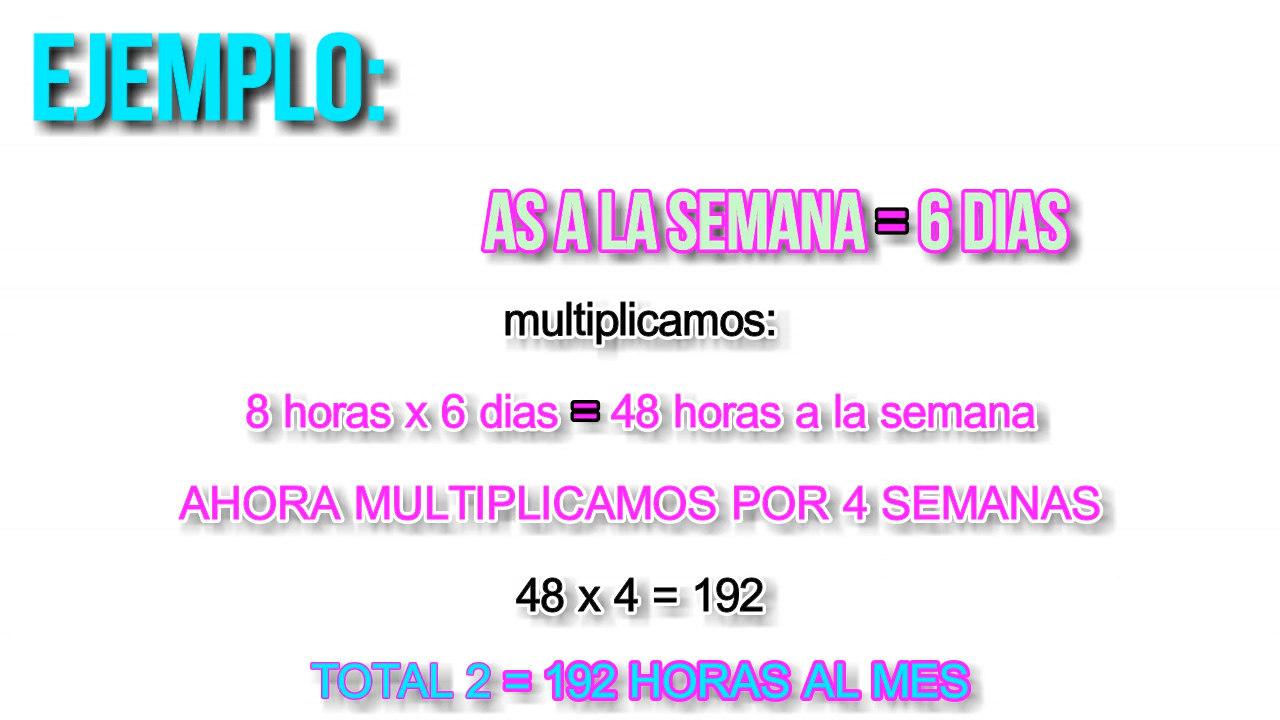 EJEMPLO:
AS A LA SEMANA = 6 DIAS
multiplicamos:
8 horas x 6 dias = 48 horas a la semana
AHORA MULTIPLICAMOS POR 4 SEMANAS
48 x 4 = 192
TOTAL 2 = 192 HORAS AL MES